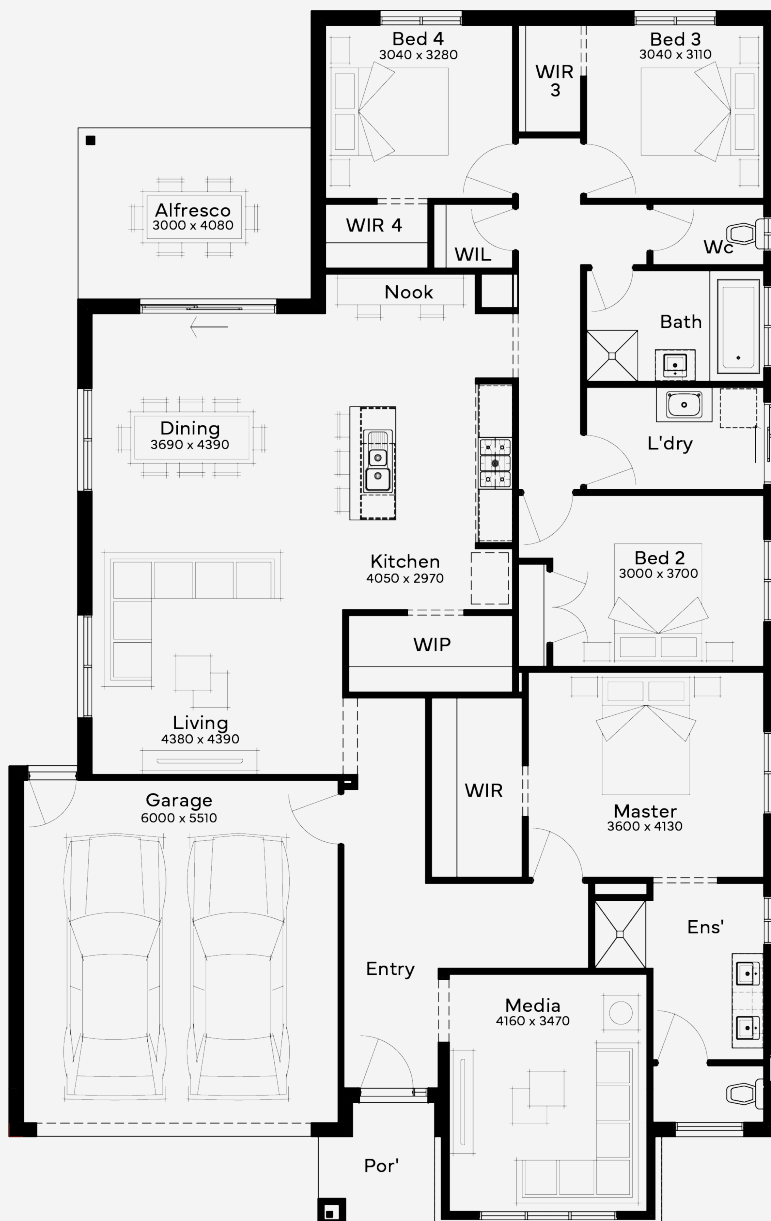 Bed 4
3040 x 3280
Bed 3
3040 x 3110
WIR
3
Alfresco
3000 x 4080
WIR 4
WIL
Wc
Nook
Bath
Dining
3690 x 4390
L'dry
Kitchen
4050 x 2970
Bed 2
3000 x 3700
WIP
Living
4380 x 4390
WIR
Garage
6000 x 5510
Master
3600 x 4130
Ens'
Entry
Media
4160 x 3470
Por'